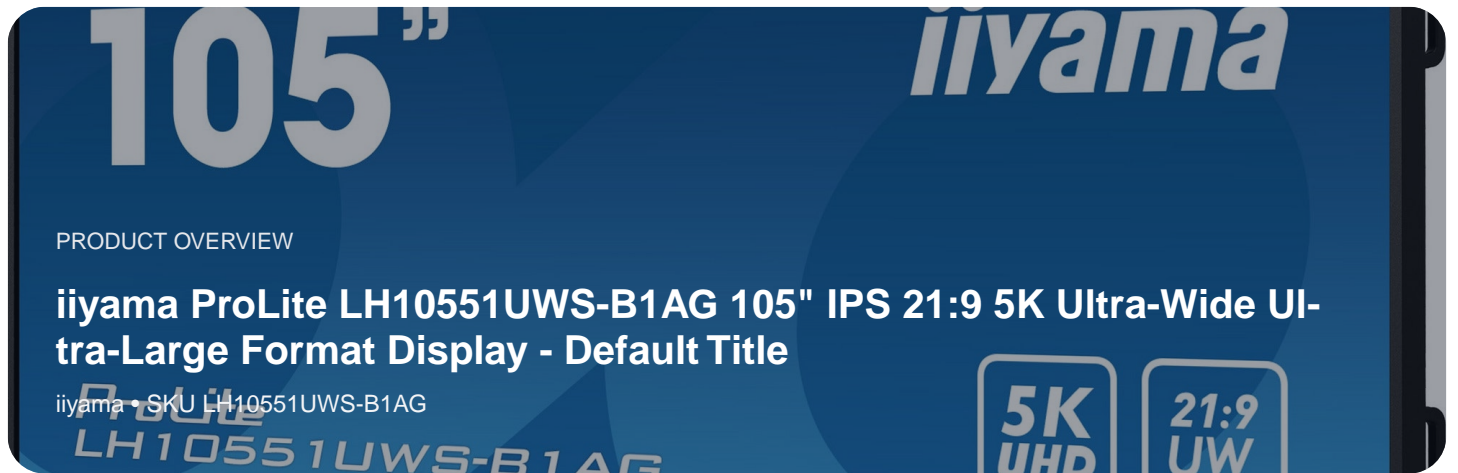 105”
iiyama
PRODUCT OVERVIEW
iiyama ProLite LH10551UWS-B1AG 105" IPS 21:9 5K Ultra-Wide Ul-
tra-Large Format Display - Default Title
iiyama • SKU LH10551UWS-B1AG
ProLite
LH10551UWS-B1AG
5K
UHD
21:9
UW